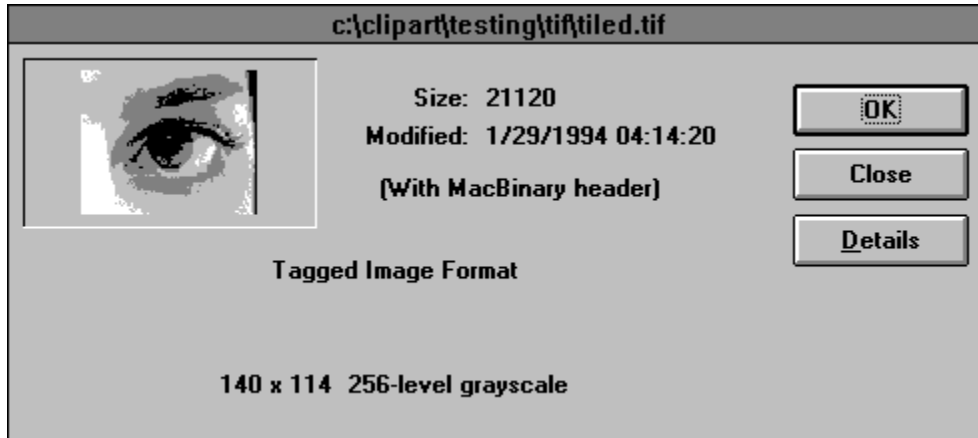 c:\clipart\testing\tif\tiled.tif
Size: 21120
Modified: 1/29/1994 04:14:20
(With MacBinary header)
Tagged Image Format
140 x 114 256-level grayscale
OK
Close
Details